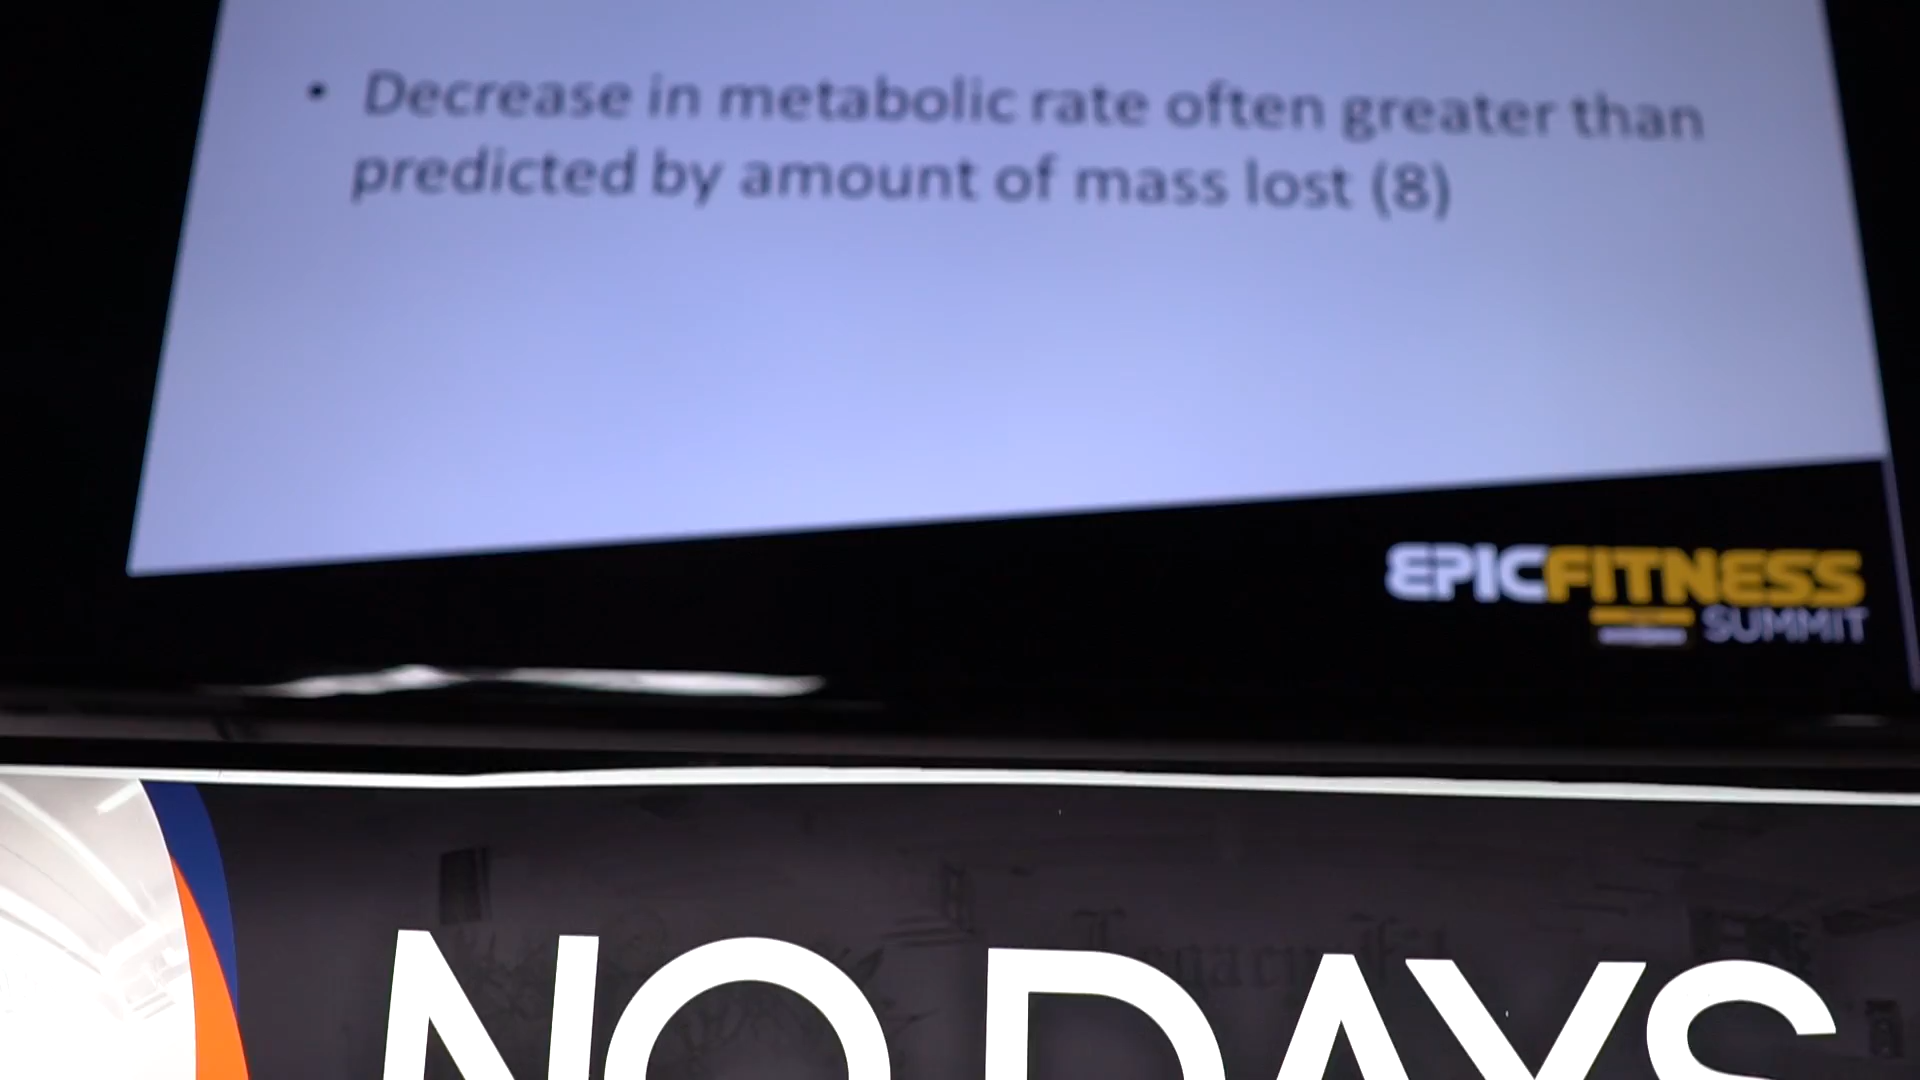 • Decrease in metabolic rate often greater than
predicted by amount of mass lost (8)
EPICFITNESS
SUMMIT
NO DAYS